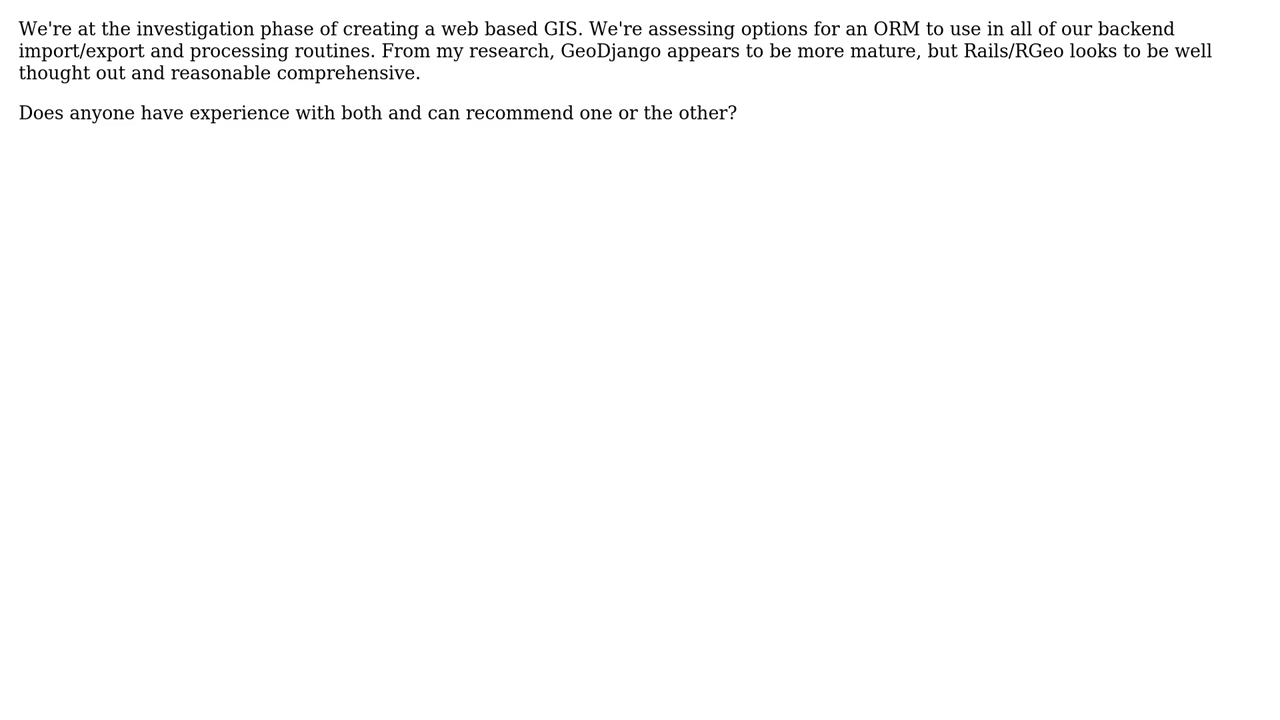 We're at the investigation phase of creating a web based GIS. We're assessing options for an ORM to use in all of our backend
import/export and processing routines. From my research, GeoDjango appears to be more mature, but Rails/RGeo looks to be well
thought out and reasonable comprehensive.
Does anyone have experience with both and can recommend one or the other?